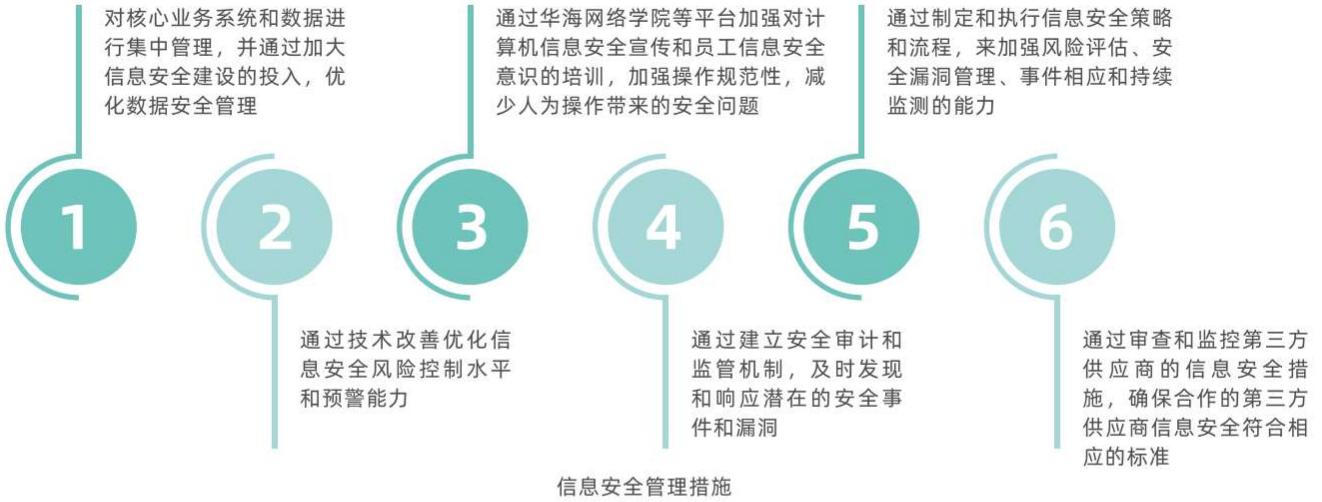 对核心业务系统和数据进
行集中管理，并通过加大
信息安全建设的投入，优
化数据安全管理
通过华海网络学院等平台加强对计
算机信息安全宣传和员工信息安全
意识的培训，加强操作规范性，减
少人为操作带来的安全问题
通过制定和执行信息安全策略
和流程，来加强风险评估、安
全漏洞管理、事件相应和持续
监测的能力
1
2
3
4
5
6
通过技术改善优化信
息安全风险控制水平
和预警能力
通过建立安全审计和
监管机制，及时发现
和响应潜在的安全事
件和漏洞
通过审查和监控第三方
供应商的信息安全措
施，确保合作的第三方
供应商信息安全符合相
应的标准
信息安全管理措施